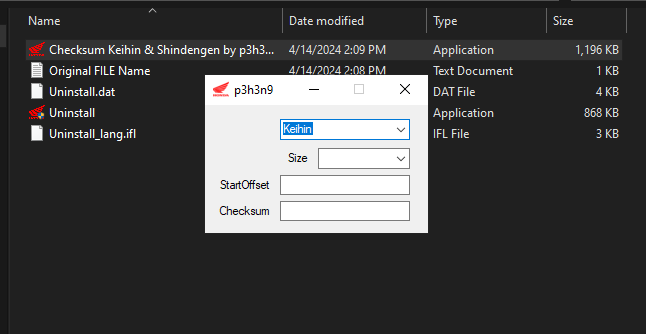 Name Date modified Type Size
Checksum Keihin & Shindengen by p3h3... 4/14/2024 2:09 PM Application 1,196 KB
Original FILE Name 4/14/2024 2:08 PM Text Document 1 KB
Uninstall.dat DAT File 4 KB
Uninstall Application 868 KB
Uninstall_lang.ifl IFL File 3 KB
p3h3n9
Keihin
Size
StartOffset
Checksum